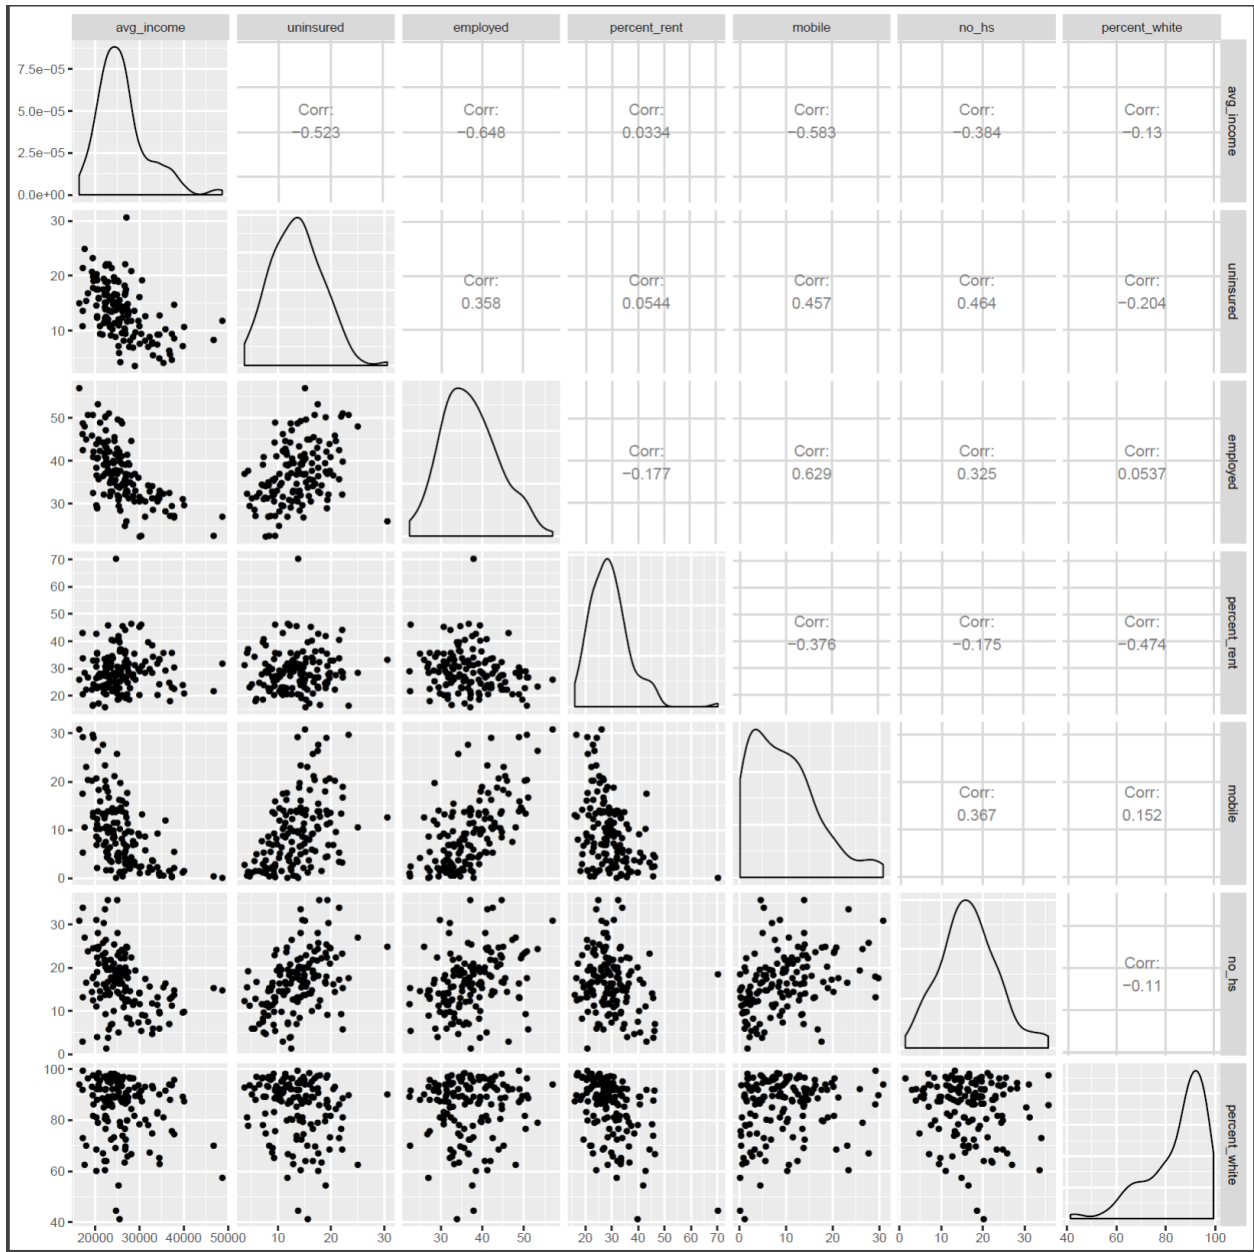 avg_income uninsured employed percent_rent mobile no_hs percent_white
7.5e−05
5.0e−05
2.5e−05
0.0e+00
Corr: Corr: Corr: Corr: Corr: Corr:
−0.523 −0.648 0.0334 −0.583 −0.384 −0.13
avg_income
30
20
10
Corr: Corr: Corr: Corr: Corr:
0.358 0.0544 0.457 0.464 −0.204
uninsured
50
40
30
Corr: Corr: Corr: Corr:
−0.177 0.629 0.325 0.0537
employed
70
60
50
40
30
20
Corr: Corr: Corr:
−0.376 −0.175 −0.474
percent_rent
30
20
10
0
Corr: Corr:
0.367 0.152
mobile
30
20
10
0
Corr:
−0.11
no_hs
100
80
60
40
percent_white
20000 30000 40000 50000 10 20 30 30 40 50 20 30 40 50 60 70 0 10 20 30 0 10 20 30 40 60 80 100